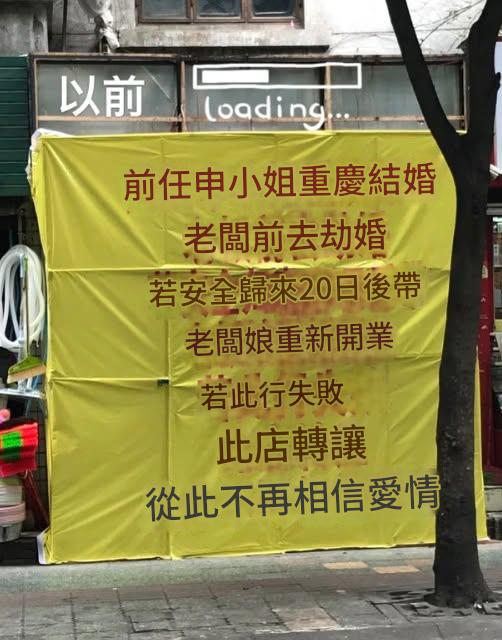 以前
loading...
前任申小姐重慶結婚
老闆前去劫婚
若安全歸來20日後帶
老闆娘重新開業
若此行失敗
此店轉讓
從此不再相信愛情